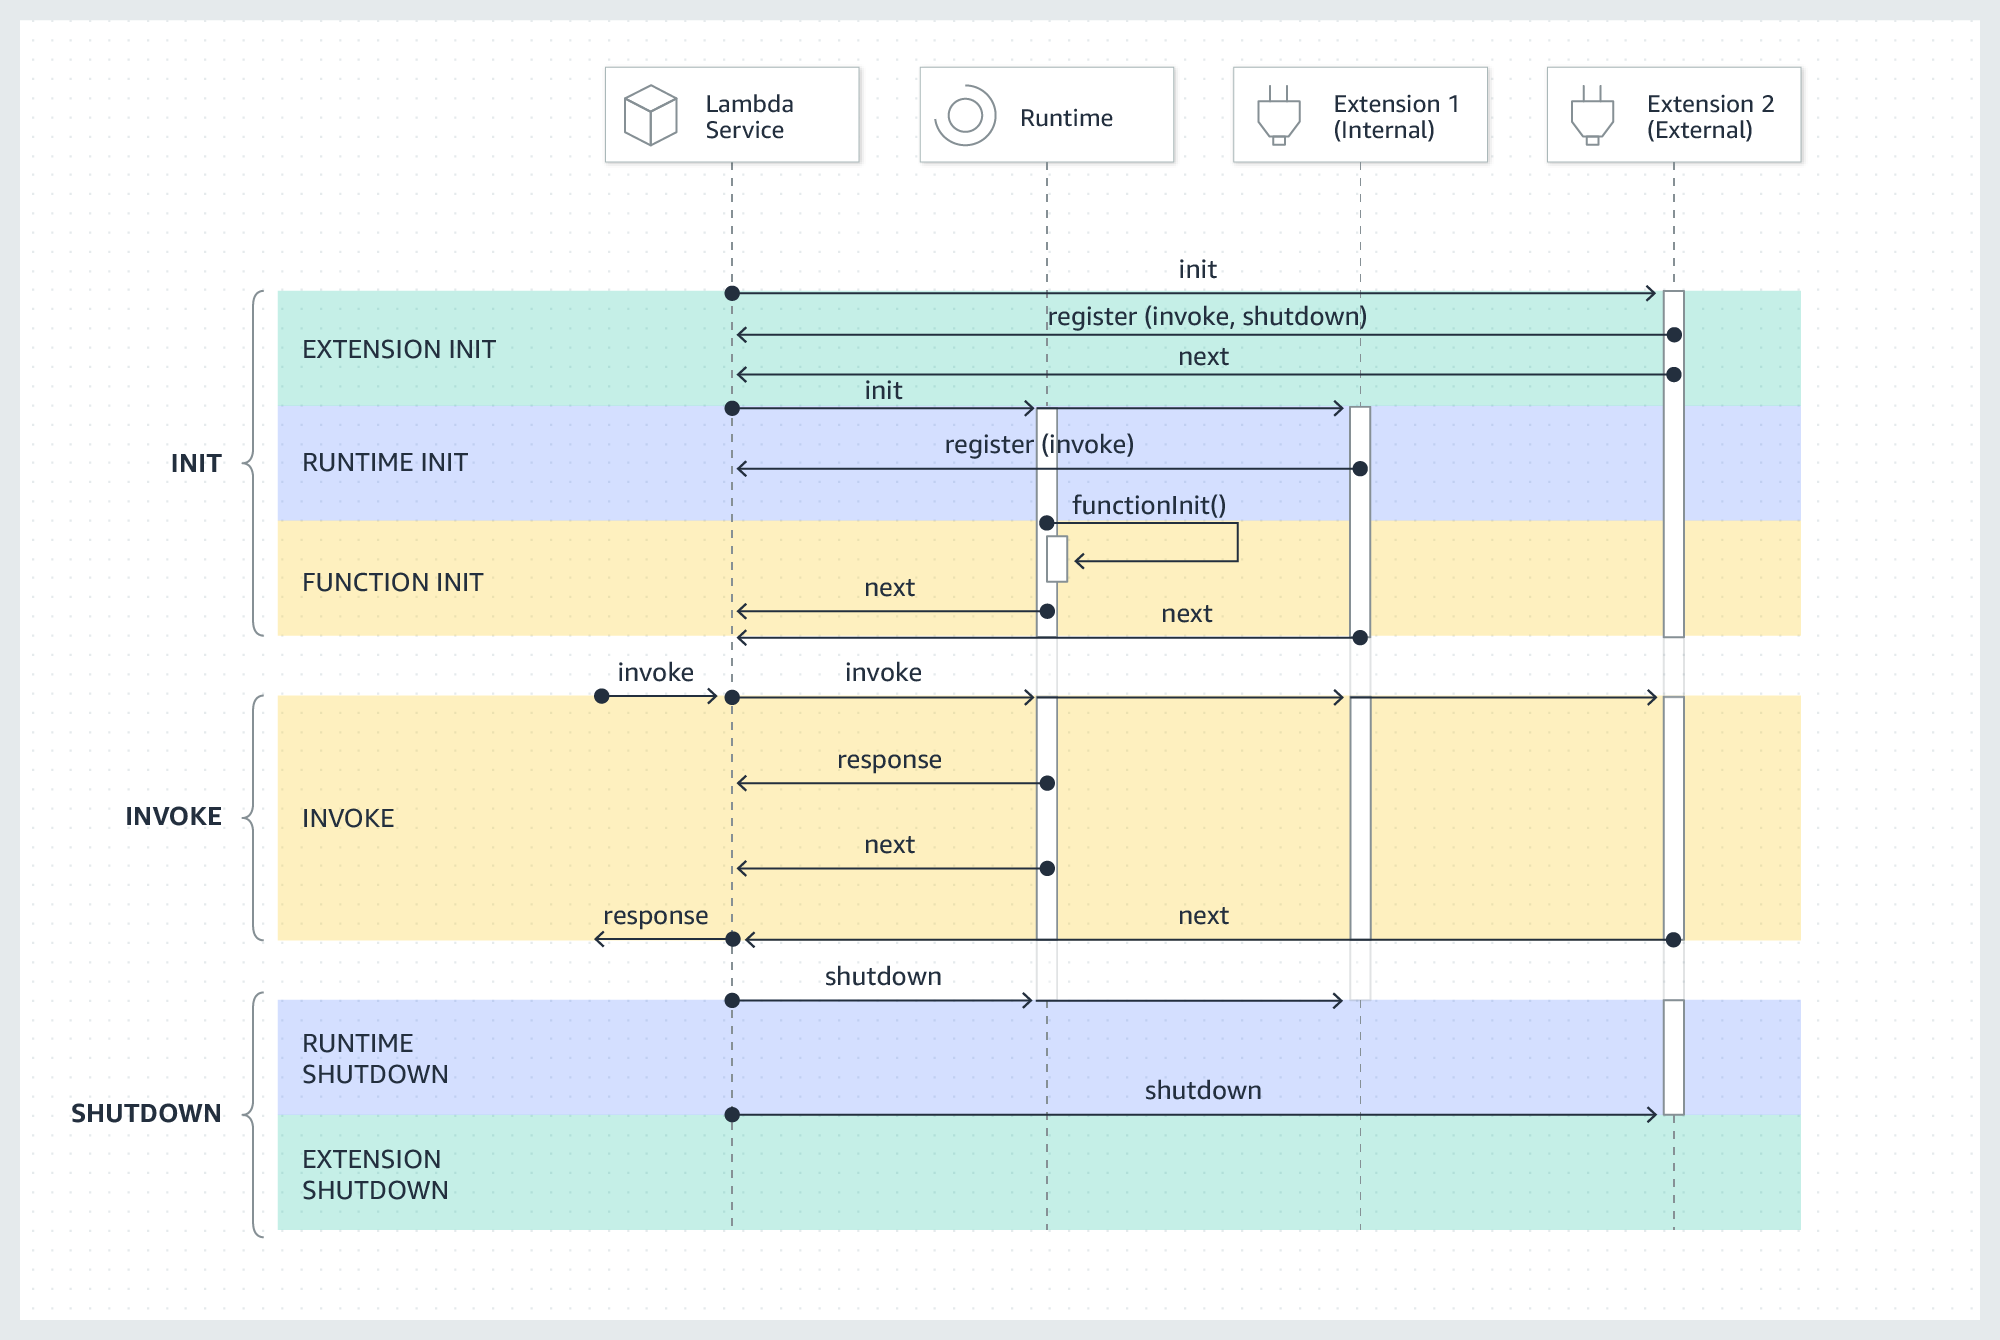 Lambda
Service
Runtime
Extension 1
(Internal)
Extension 2
(External)
init
register (invoke, shutdown)
EXTENSION INIT
next
init
register (invoke)
INIT
RUNTIME INIT
functionInit()
FUNCTION INIT
next
next
invoke
invoke
response
INVOKE
INVOKE
next
response
next
shutdown
RUNTIME
SHUTDOWN
shutdown
SHUTDOWN
EXTENSION
SHUTDOWN